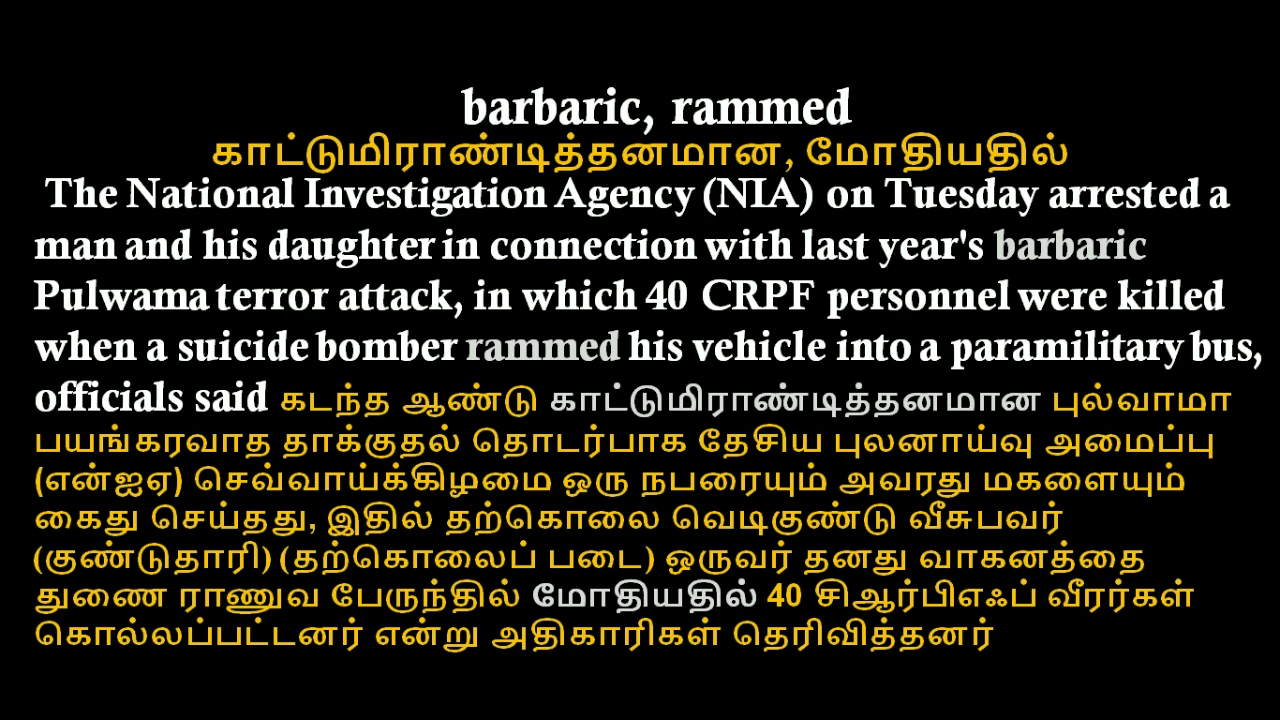 barbaric, rammed
காட்டுமிராண்டித்தனமான, மோதியதில்
The National Investigation Agency (NIA) on Tuesday arrested a
man and his daughter in connection with last year's barbaric
Pulwama terror attack, in which 40 CRPF personnel were killed
when a suicide bomber rammed his vehicle into a paramilitary bus,
officials said கடந்த ஆண்டு காட்டுமிராண்டித்தனமான புல்வாமா
பயங்கரவாத தாக்குதல் தொடர்பாக தேசிய புலனாய்வு அமைப்பு
(என்ஐஏ) செவ்வாய்க்கிழமை ஒரு நபரையும் அவரது மகளையும்
கைது செய்தது, இதில் தற்கொலை வெடிகுண்டு வீசுபவர்
(குண்டுதாரி) (தற்கொலைப் படை) ஒருவர் தனது வாகனத்தை
துணை ராணுவ பேருந்தில் மோதியதில் 40 சிஆர்பிஎஃப் வீரர்கள்
கொல்லப்பட்டனர் என்று அதிகாரிகள் தெரிவித்தனர்